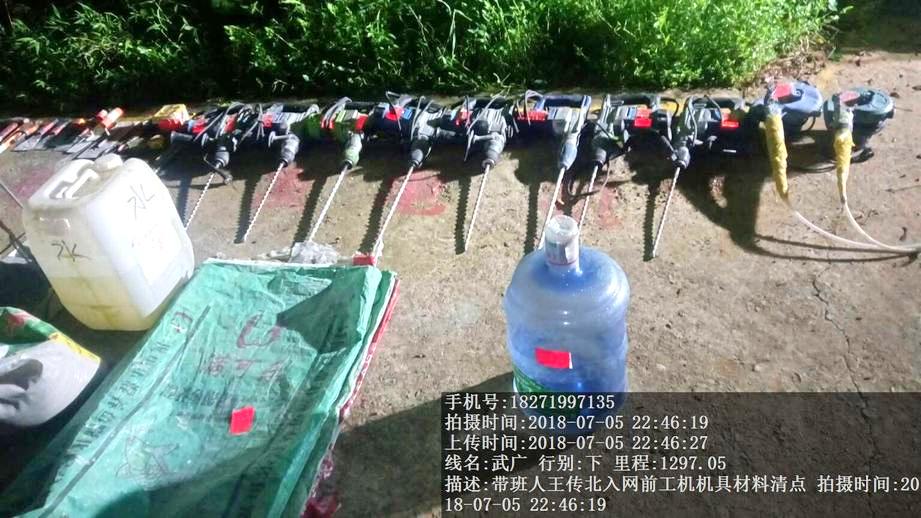 水
水
手机号:18271997135
拍摄时间:2018-07-05 22:46:19
上传时间:2018-07-05 22:46:27
线名:武广 行别:下 里程:1297.05
描述:带班人王传北入网前工机机具材料清点 拍摄时间:20
18-07-05 22:46:19